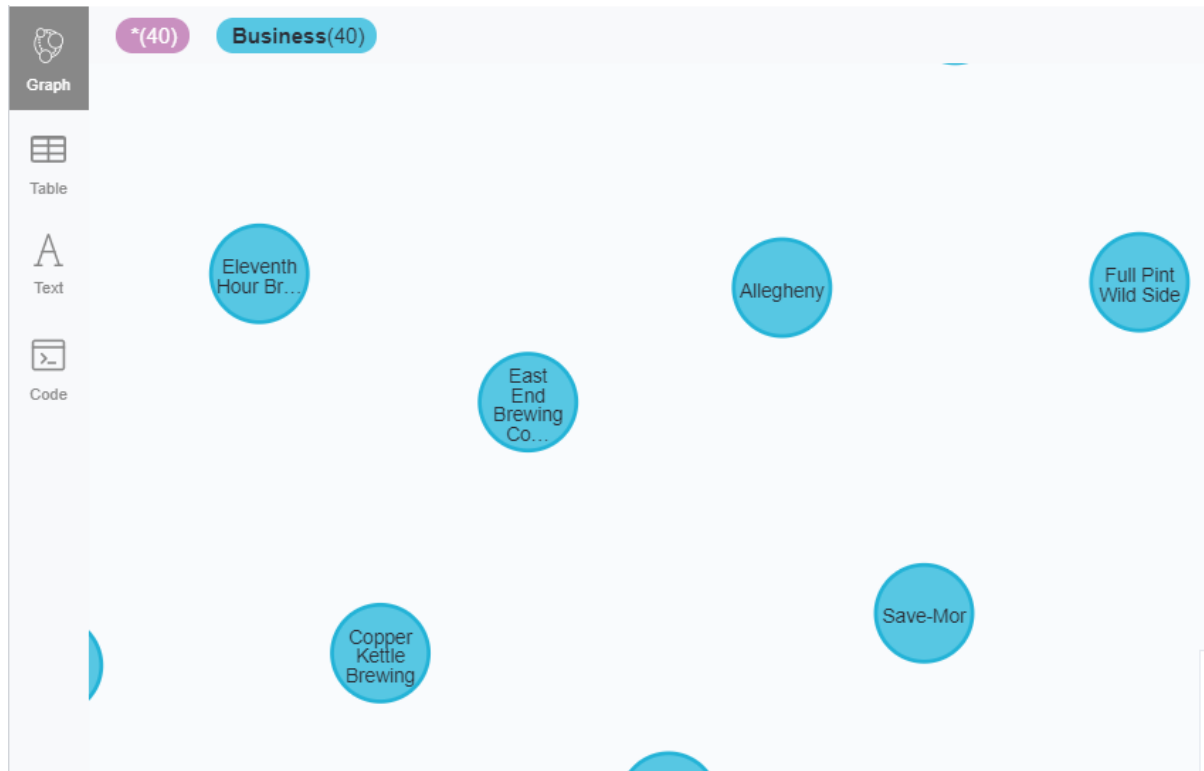 *(40)
Business(40)
Graph
Table
Text
Code
Eleventh
Hour Br...
Allegheny
Full Pint
Wild Side
East
End
Brewing
Co...
Save-Mor
Copper
Kettle
Brewing